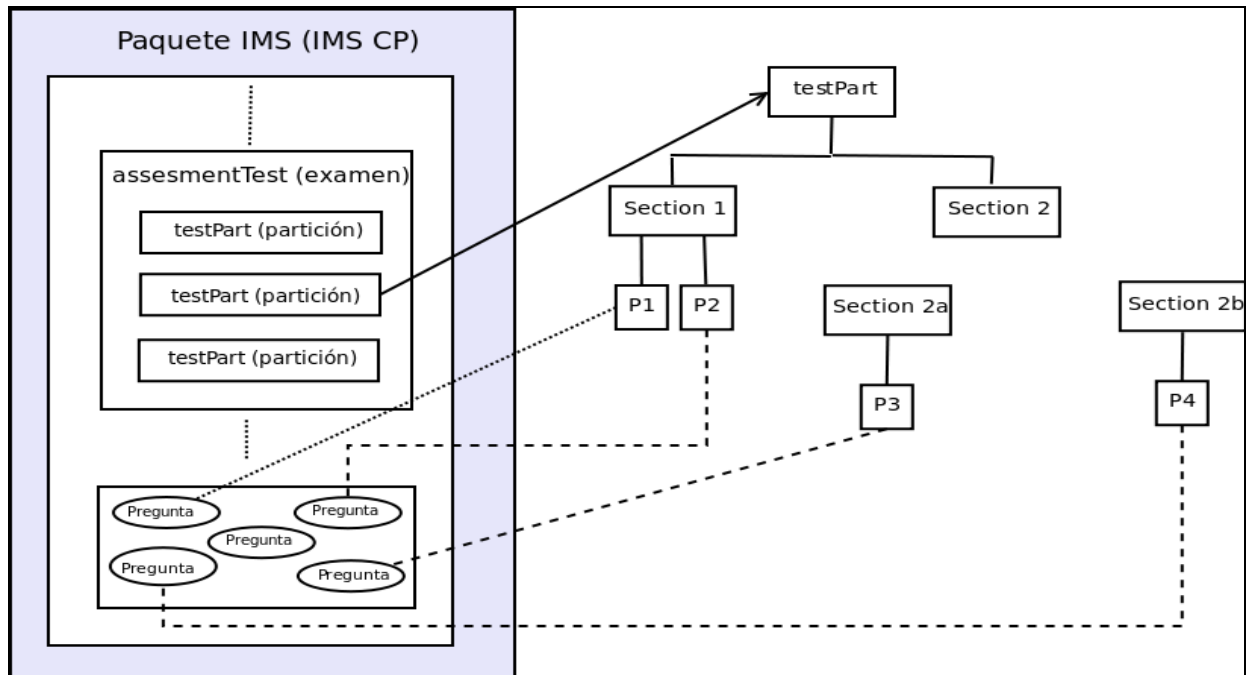 Paquete IMS (IMS CP)
assesmentTest (examen)
testPart (partición)
testPart (partición)
testPart (partición)
Pregunta
Pregunta
Pregunta
Pregunta
Pregunta
testPart
Section 1
Section 2
P1
P2
Section 2a
Section 2b
P3
P4